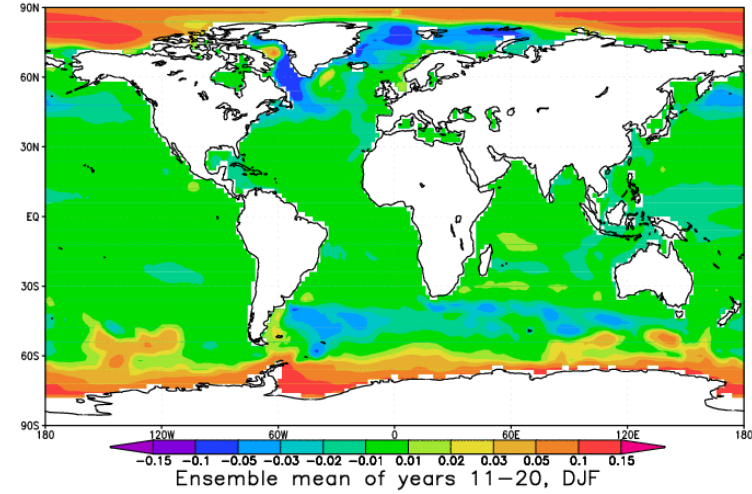 90N
60N
30N
EQ
30S
60S
90S
180 120W 60W 0 60E 120E 180
-0.15 -0.1 -0.05 -0.03 -0.02 -0.01 0.01 0.02 0.03 0.05 0.1 0.15
Ensemble mean of years 11-20, DJF